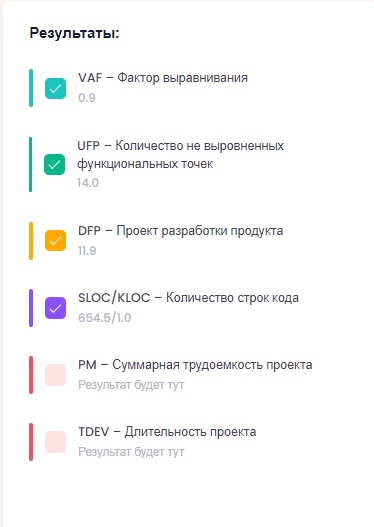 Результаты:
VAF – Фактор выравнивания
0.9
UFP – Количество не выровненных
функциональных точек
14.0
DFP – Проект разработки продукта
11.9
SLOC/KLOC – Количество строк кода
654.5/1.0
PM – Суммарная трудоемкость проекта
Результат будет тут
TDEV – Длительность проекта
Результат будет тут